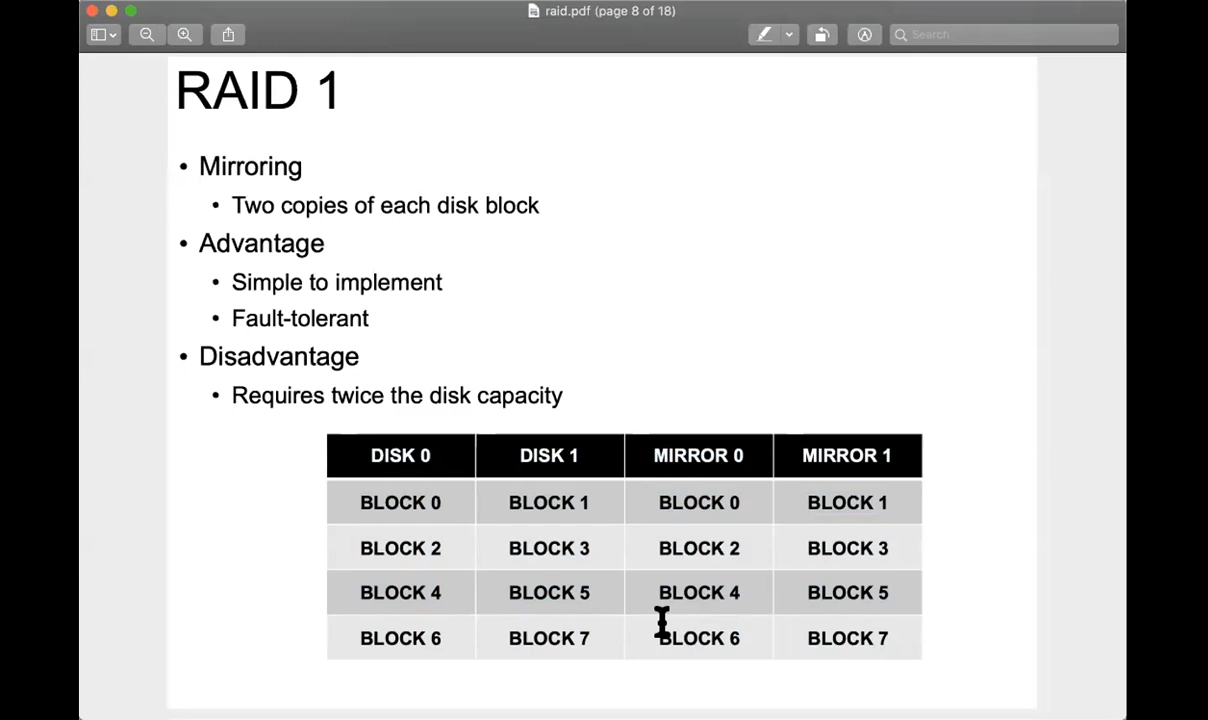 raid.pdf (page 8 of 18)
Search
RAID 1
• Mirroring
• Two copies of each disk block
• Advantage
• Simple to implement
• Fault-tolerant
• Disadvantage
• Requires twice the disk capacity
DISK 0 DISK 1 MIRROR 0 MIRROR 1
BLOCK 0 BLOCK 1 BLOCK 0 BLOCK 1
BLOCK 2 BLOCK 3 BLOCK 2 BLOCK 3
BLOCK 4 BLOCK 5 BLOCK 4 BLOCK 5
BLOCK 6 BLOCK 7 BLOCK 6 BLOCK 7